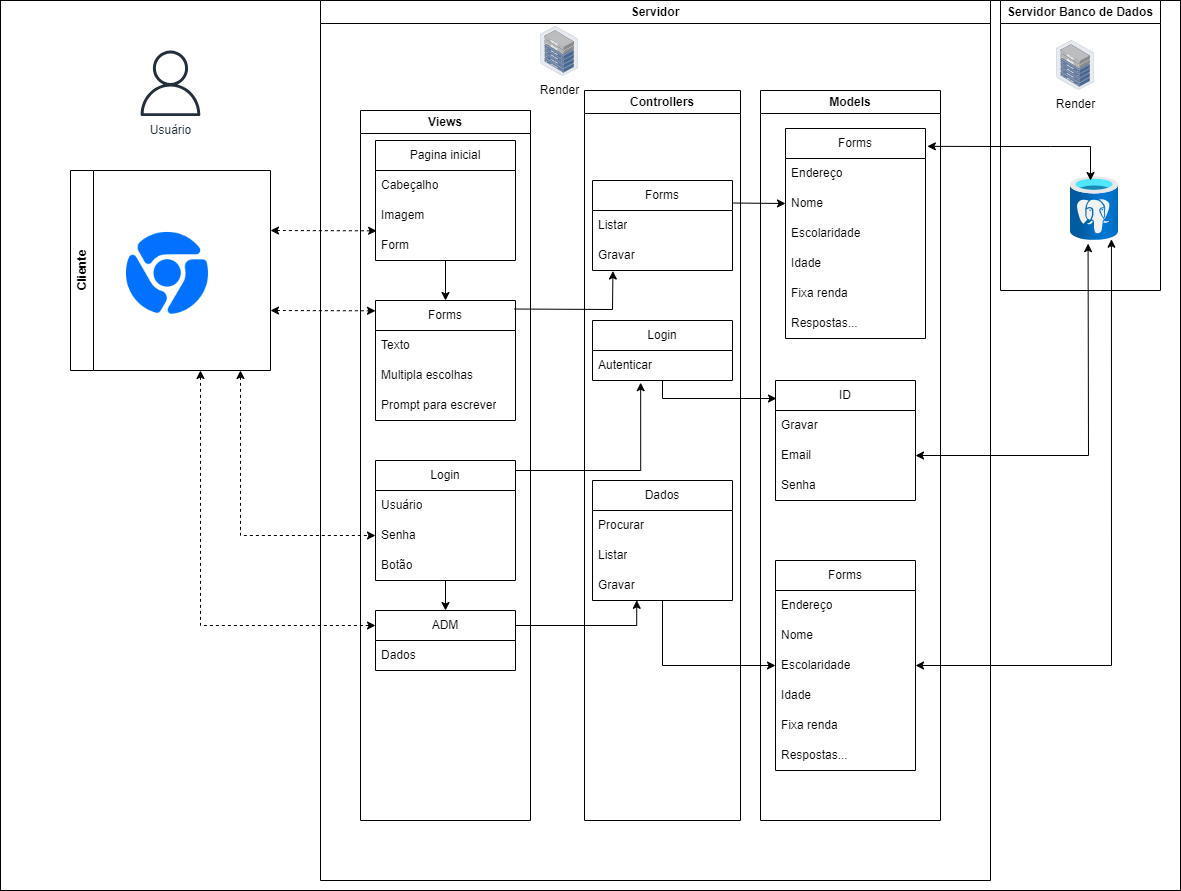 Servidor
Servidor Banco de Dados
Render
Render
Usuário
Cliente
Views
Pagina inicial
Cabeçalho
Imagem
Form
Forms
Texto
Multipla escolhas
Prompt para escrever
Login
Usuário
Senha
Botão
ADM
Dados
Controllers
Forms
Listar
Gravar
Login
Autenticar
Dados
Procurar
Listar
Gravar
Models
Forms
Endereço
Nome
Escolaridade
Idade
Fixa renda
Respostas...
ID
Gravar
Email
Senha
Forms
Endereço
Nome
Escolaridade
Idade
Fixa renda
Respostas...